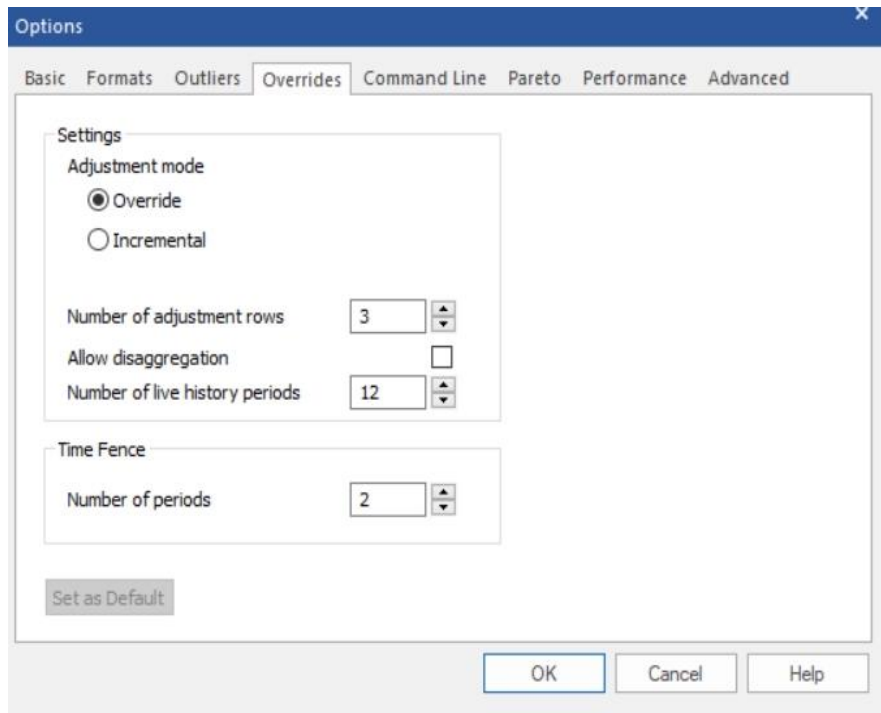 Options
Basic Formats Outliers Overrides Command Line Pareto Performance Advanced
Settings
Adjustment mode
Override
Incremental
Number of adjustment rows 3
Allow disaggregation
Number of live history periods 12
Time Fence
Number of periods 2
Set as Default
OK Cancel Help